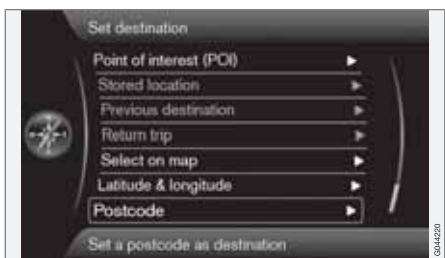 Set destination
Point of interest (POI)
Stored location
Previous destination
Return trip
Select on map
Latitude & longitude
Postcode
Set a postcode as destination
G044220